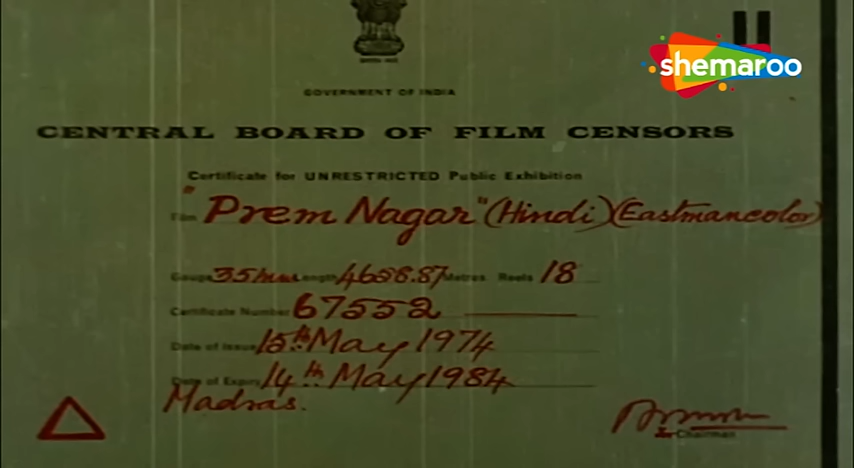 shemaroo
GOVERNMENT OF INDIA
CENTRAL BOARD OF FILM CENSORS
Certificate for UNRESTRICTED Public Exhibition
Film "Prem Nagar" (Hindi) (Eastmancolor)
Gauge 35mm Length 4656.87 Metres Reels 18
Certificate Number 67552
Date of Issue 15th May 1974
Date of Expiry 14th May 1984
Madras.
Chairman